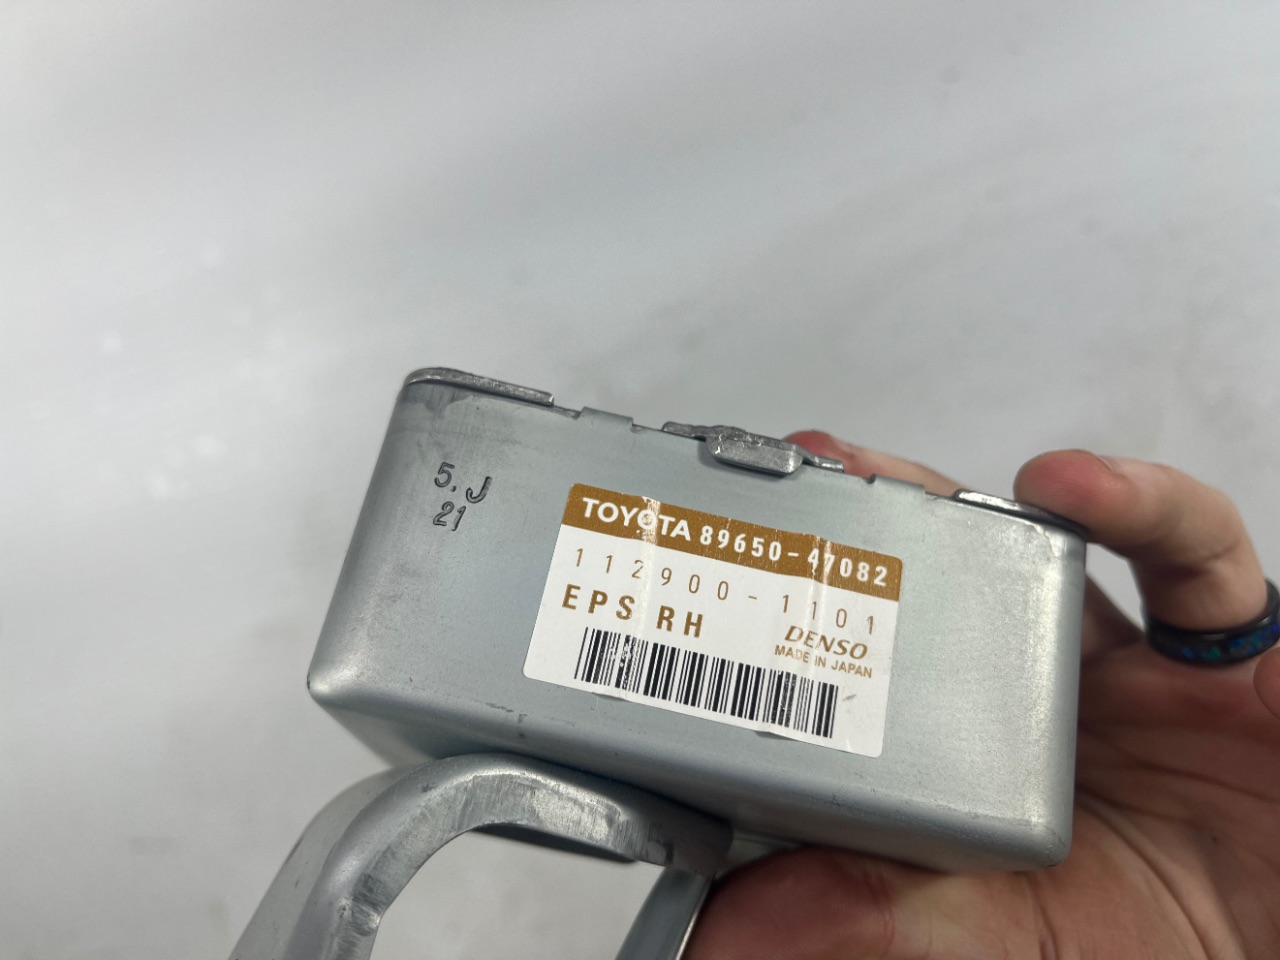 5.J
21
TOYOTA 89650-47082
112900-1101
EPS RH
DENSO
MADE IN JAPAN